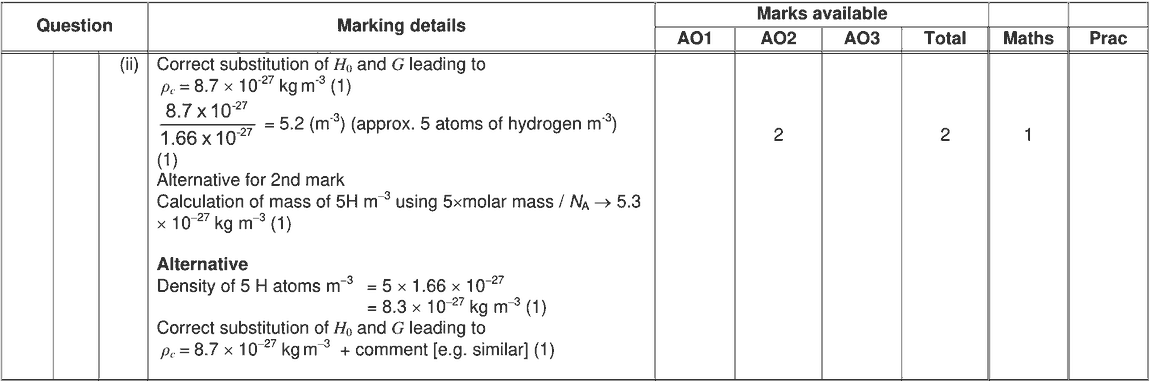 Question Marking details Marks available
AO1 AO2 AO3 Total Maths Prac
(ii) Correct substitution of H₀ and G leading to
ρc = 8.7 × 10⁻²⁷ kg m⁻³ (1)
8.7 x 10⁻²⁷
1.66 x 10⁻²⁷
= 5.2 (m⁻³) (approx. 5 atoms of hydrogen m⁻³)
2 2 1
(1)
Alternative for 2nd mark
Calculation of mass of 5H m⁻³ using 5×molar mass / NA → 5.3
× 10⁻²⁷ kg m⁻³ (1)
Alternative
Density of 5 H atoms m⁻³ = 5 × 1.66 × 10⁻²⁷
= 8.3 × 10⁻²⁷ kg m⁻³ (1)
Correct substitution of H₀ and G leading to
ρc = 8.7 × 10⁻²⁷ kg m⁻³ + comment [e.g. similar] (1)